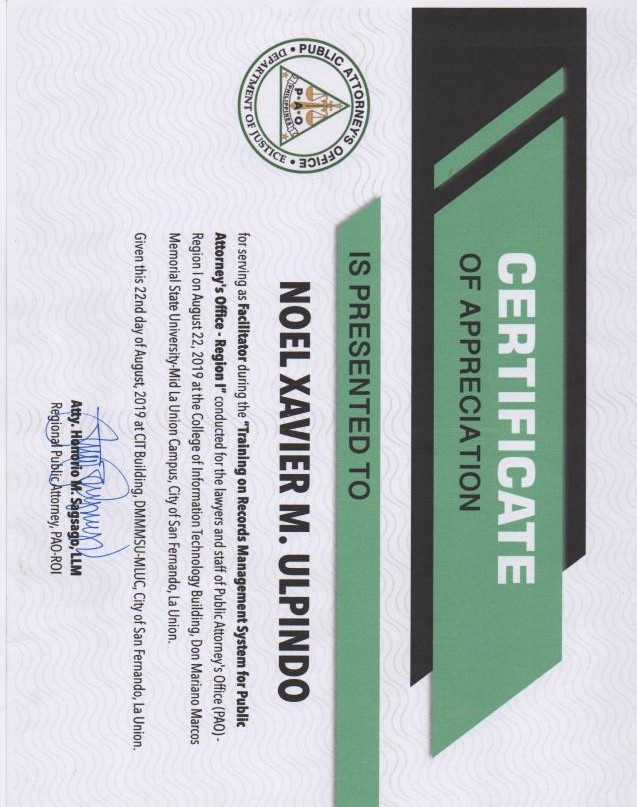 CERTIFICATE
OF APPRECIATION
IS PRESENTED TO
PUBLIC ATTORNEY'S OFFICE
P•A•O
PHILIPPINES
• DEPARTMENT OF JUSTICE •
NOEL XAVIER M. ULPINDO
for serving as Facilitator during the "Training on Records Management System for Public
Attorney's Office - Region I" conducted for the lawyers and staff of Public Attorney's Office (PAO) -
Region I on August 22, 2019 at the College of Information Technology Building, Don Mariano Marcos
Memorial State University-Mid La Union Campus, City of San Fernando, La Union.
Given this 22nd day of August, 2019 at CIT Building, DMMMSU-MLUC, City of San Fernando, La Union.
Atty. Honorio M. Sagsago, LLM
Regional Public Attorney, PAO-ROI